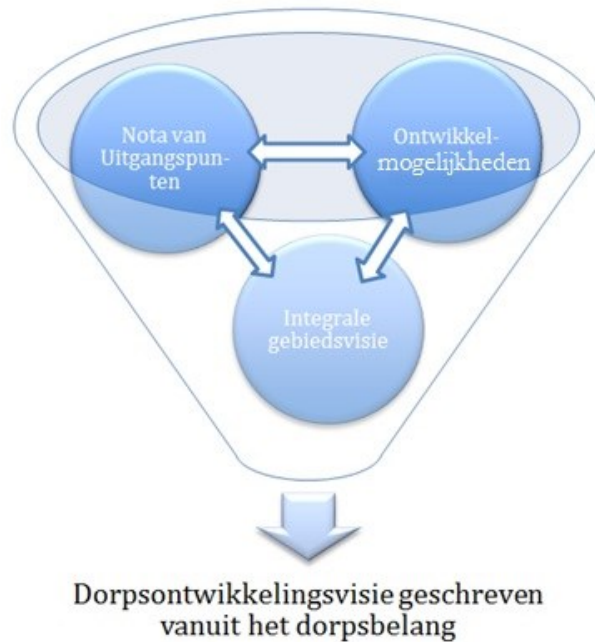 Nota van
Uitgangspun-
ten
Ontwikkel-
mogelijkheden
Integrale
gebiedsvisie
Dorpsontwikkelingsvisie geschreven
vanuit het dorpsbelang